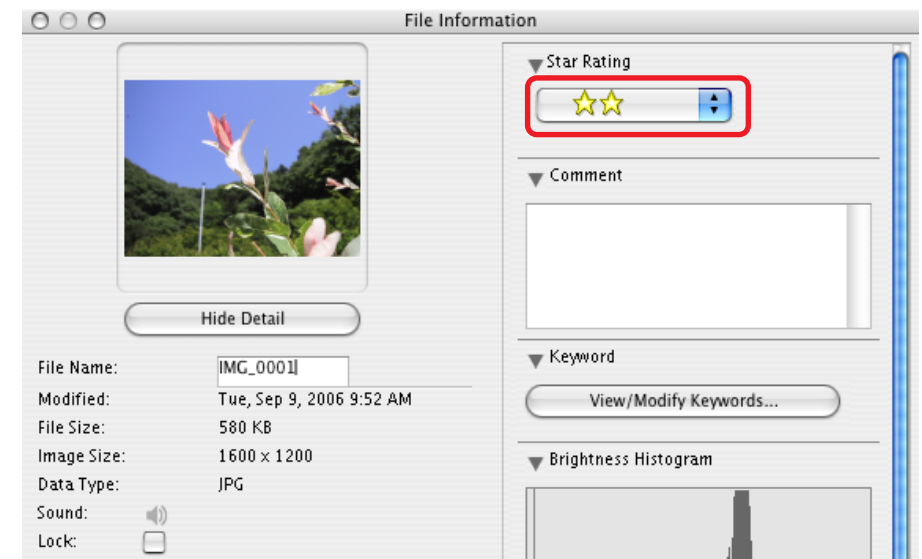 File Information
Hide Detail
File Name: IMG_0001
Modified: Tue, Sep 9, 2006 9:52 AM
File Size: 580 KB
Image Size: 1600 x 1200
Data Type: JPG
Sound:
Lock:
Star Rating
Comment
Keyword
View/Modify Keywords...
Brightness Histogram